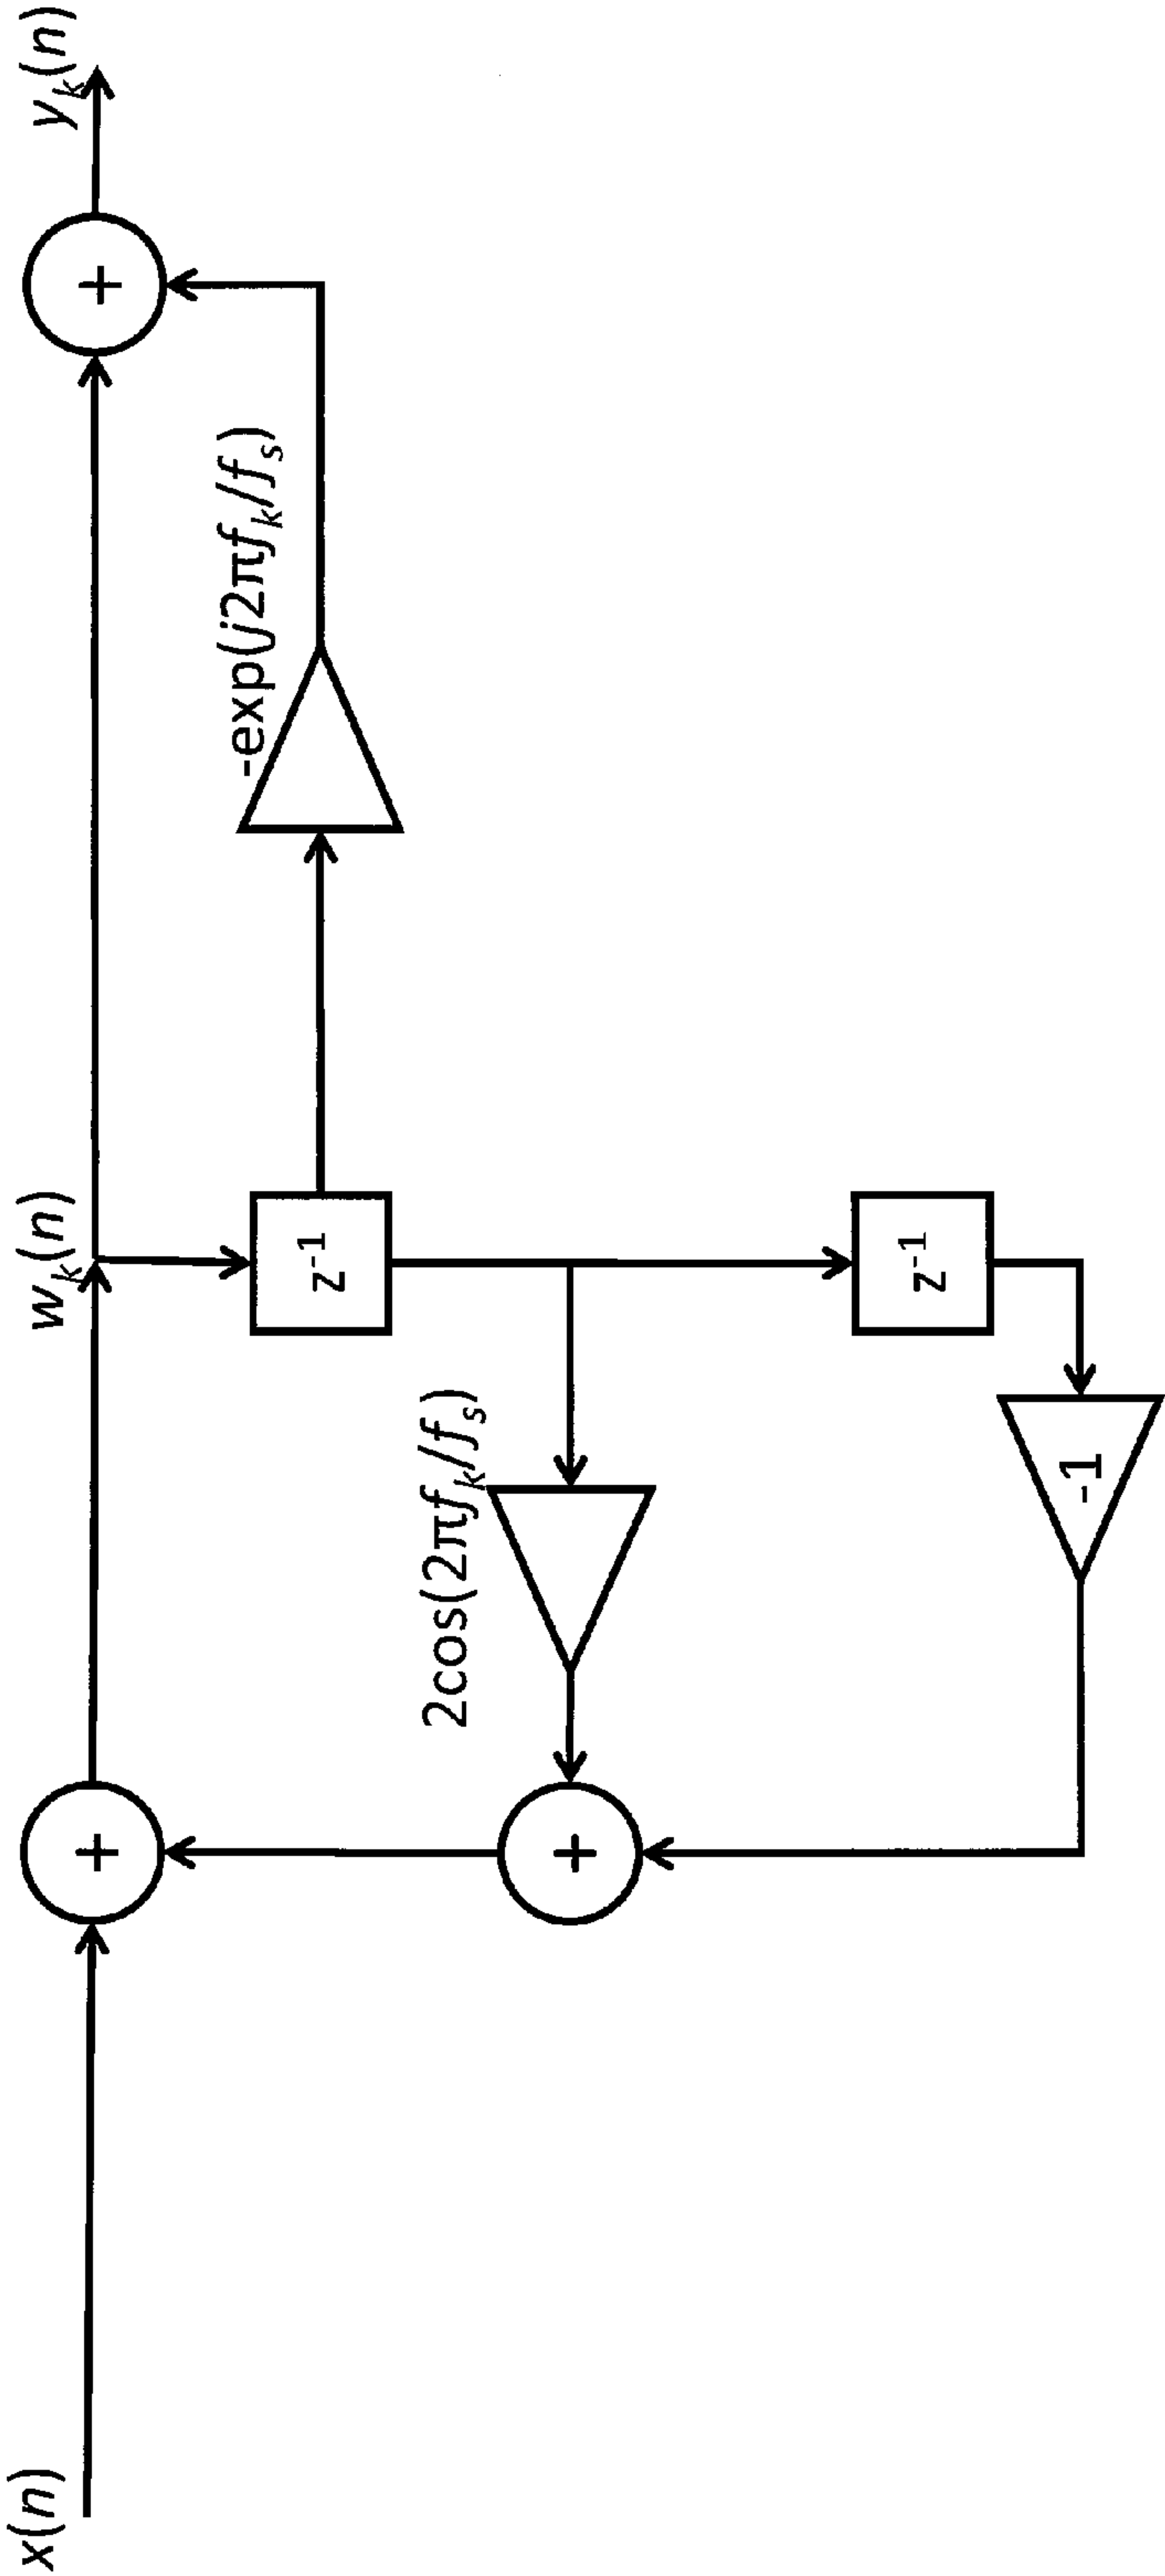 x(n)
w_k(n)
y_k(n)
+
+
z⁻¹
-exp(j2πf_k/f_s)
2cos(2πf_k/f_s)
+
z⁻¹
-1